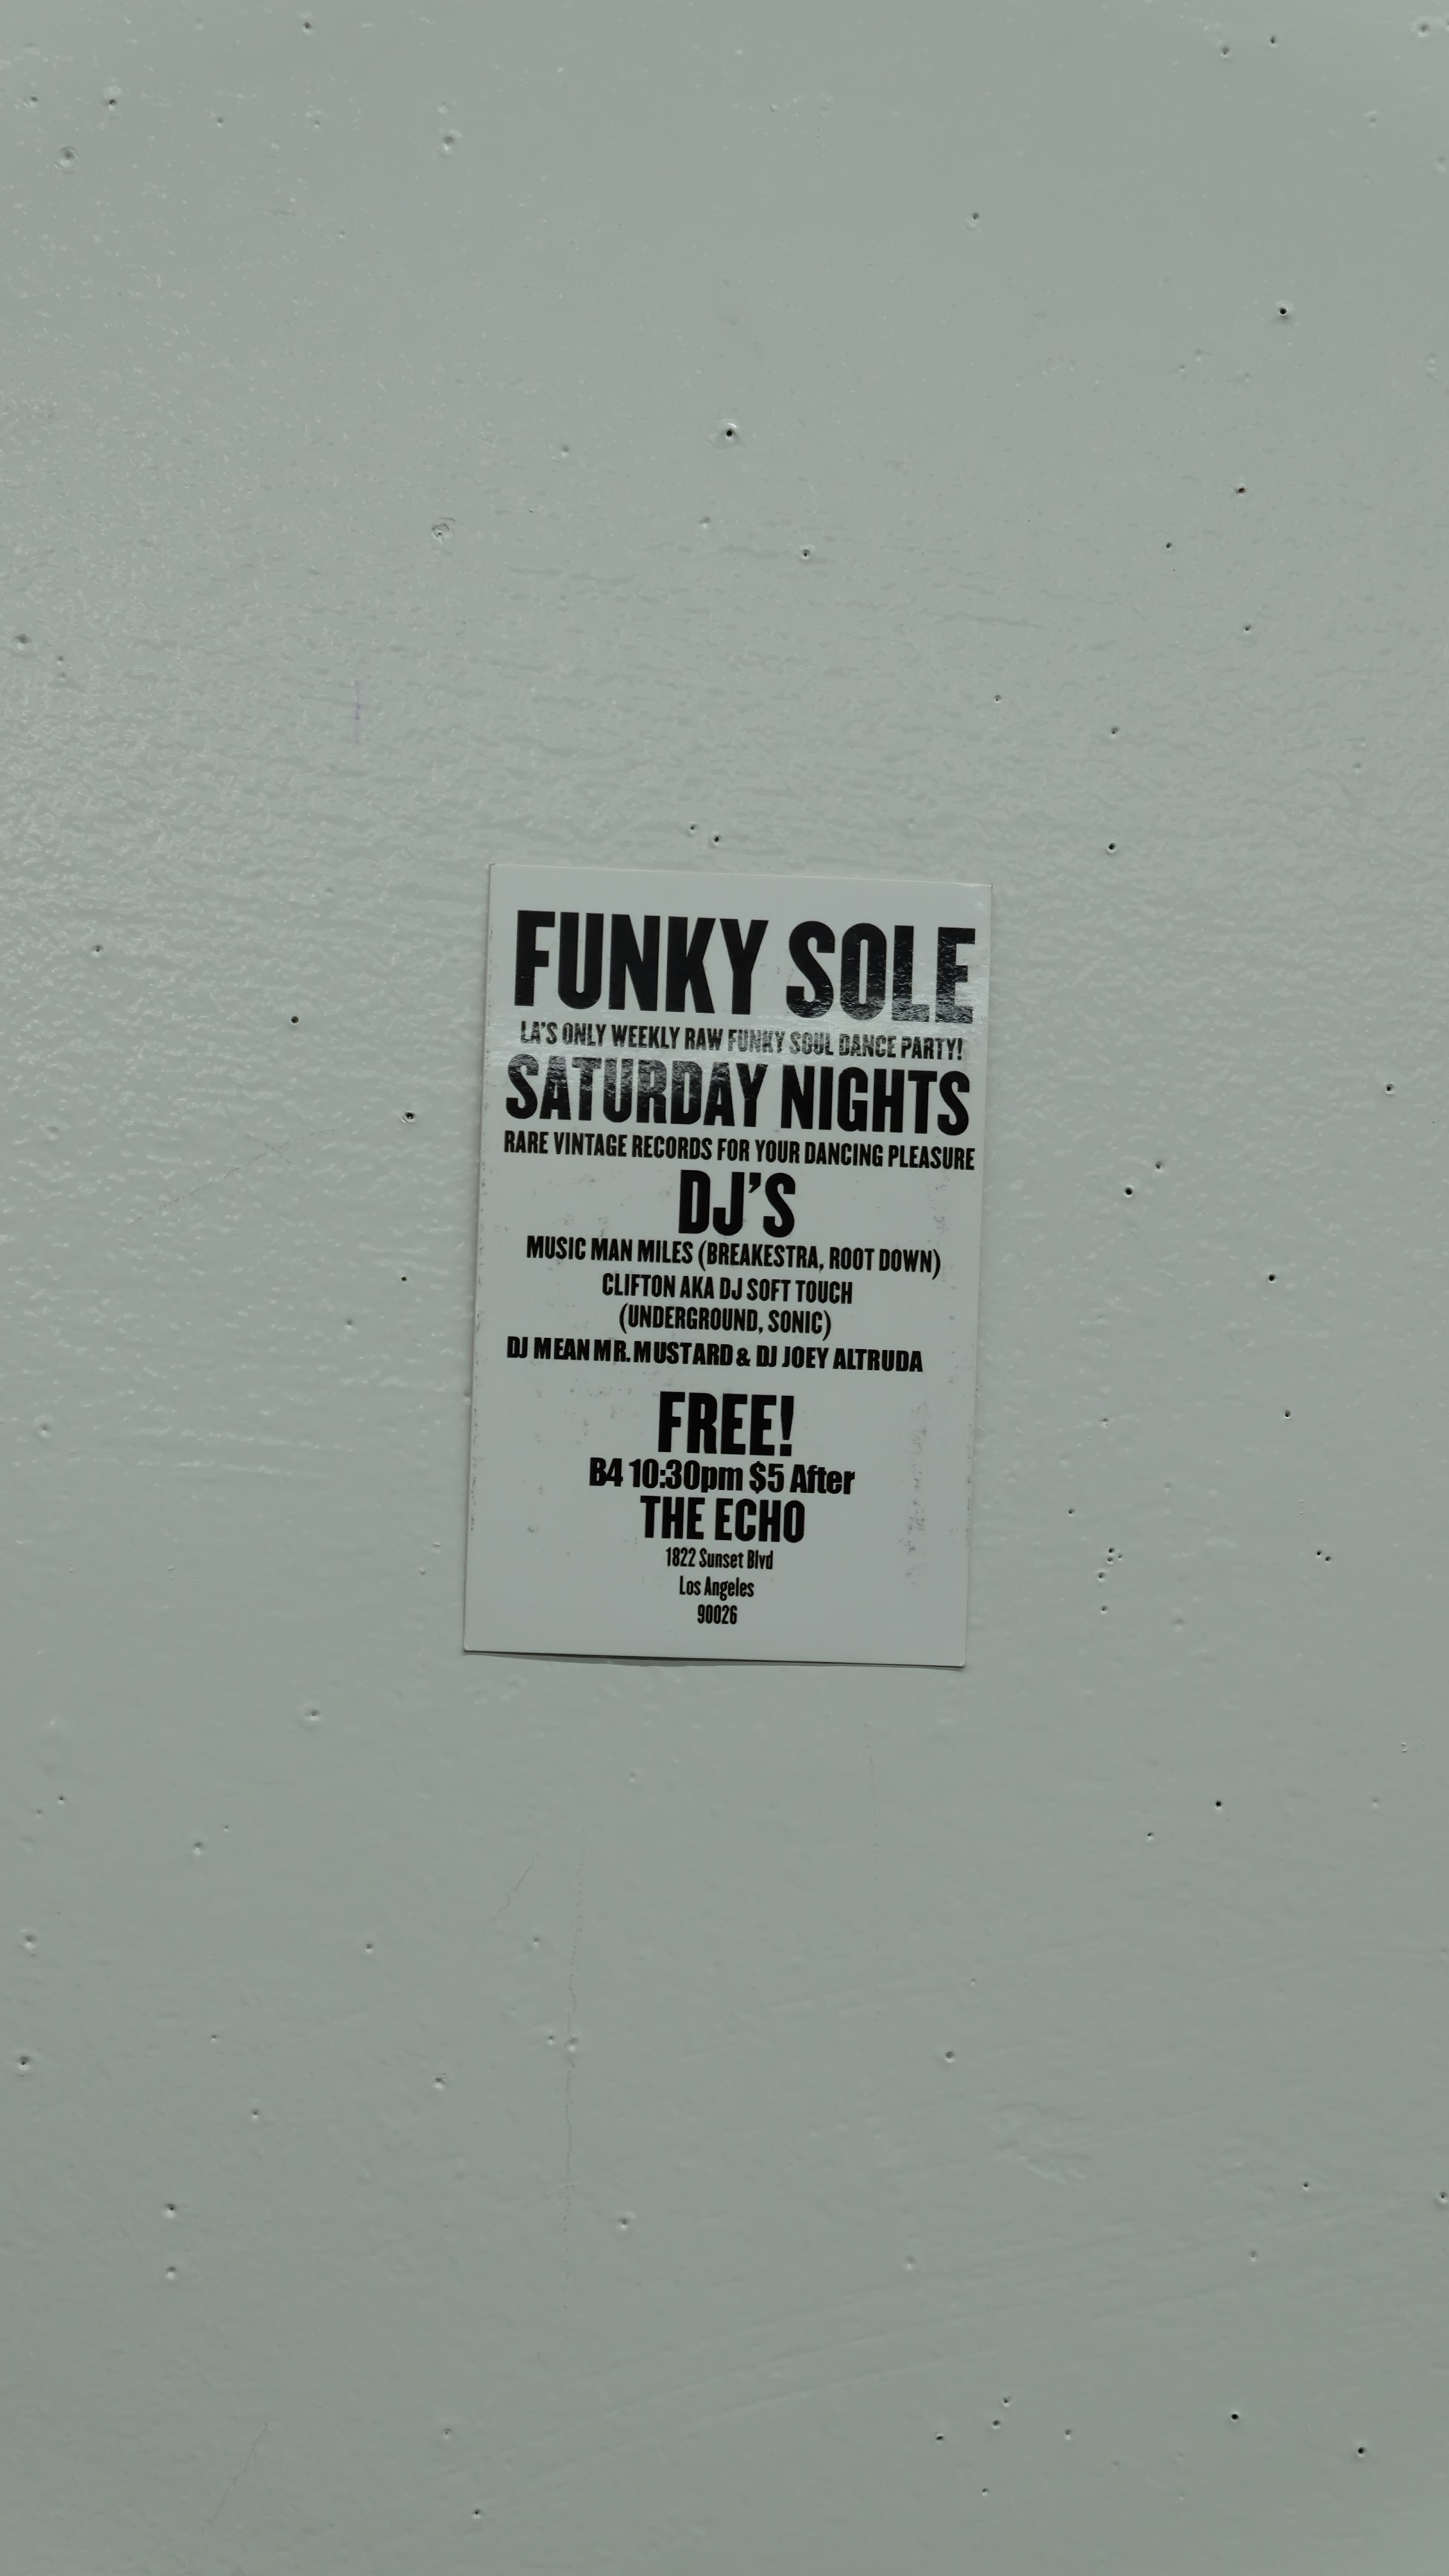 FUNKY SOLE
LA'S ONLY WEEKLY RAW FUNKY SOUL DANCE PARTY!
SATURDAY NIGHTS
RARE VINTAGE RECORDS FOR YOUR DANCING PLEASURE
DJ'S
MUSIC MAN MILES (BREAKESTRA, ROOT DOWN)
CLIFTON AKA DJ SOFT TOUCH
(UNDERGROUND, SONIC)
DJ MEAN MR. MUSTARD & DJ JOEY ALTRUDA
FREE!
B4 10:30pm $5 After
THE ECHO
1822 Sunset Blvd
Los Angeles
90026